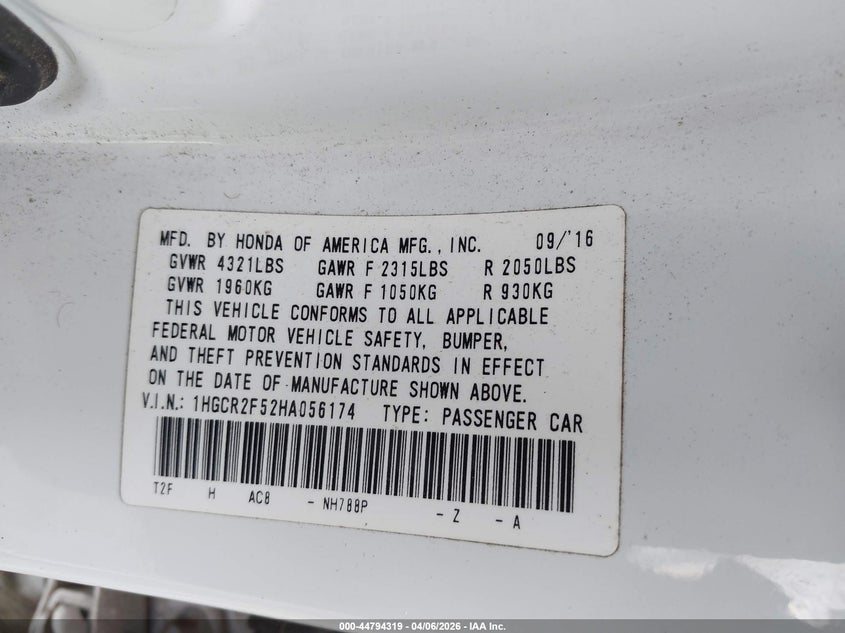 MFD. BY HONDA OF AMERICA MFG., INC. 09/'16
GVWR 4321LBS GAWR F 2315LBS R 2050LBS
GVWR 1960KG GAWR F 1050KG R 930KG
THIS VEHICLE CONFORMS TO ALL APPLICABLE
FEDERAL MOTOR VEHICLE SAFETY, BUMPER,
AND THEFT PREVENTION STANDARDS IN EFFECT
ON THE DATE OF MANUFACTURE SHOWN ABOVE.
V.I.N.: 1HGCR2F52HA056174 TYPE: PASSENGER CAR
T2F H AC8 - NH788P - Z - A
000-44794319 - 04/06/2026 - IAA Inc.